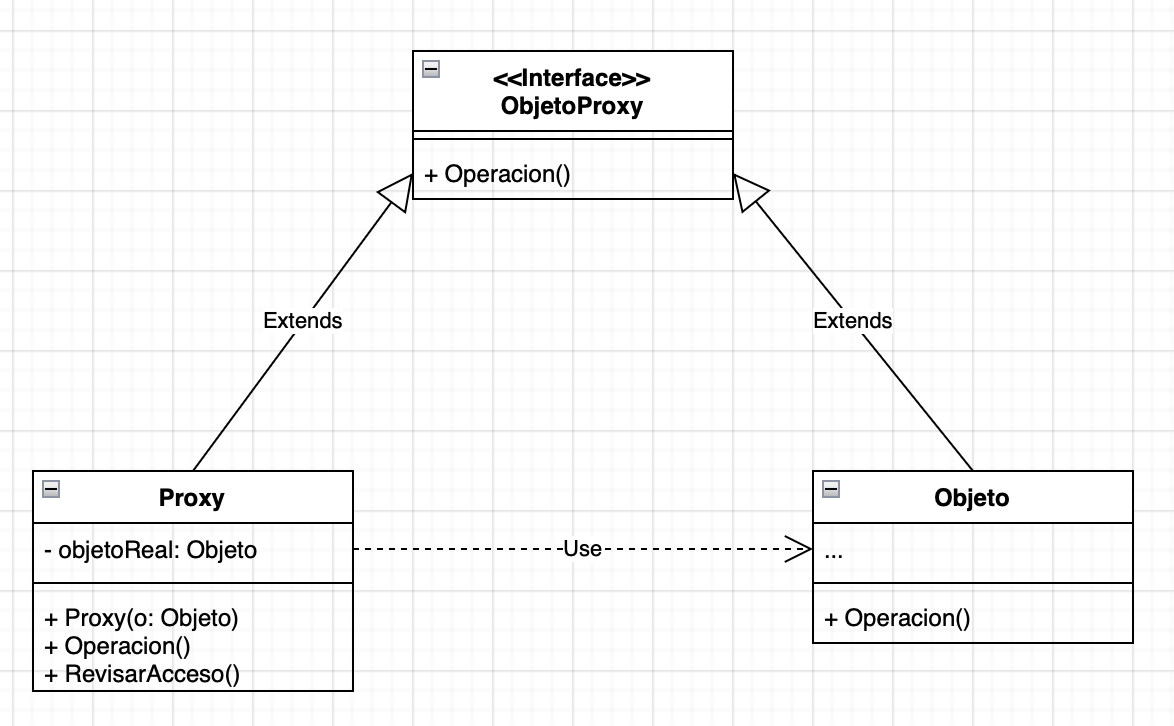 <<Interface>>
ObjetoProxy
+ Operacion()
Extends
Extends
Proxy
- objetoReal: Objeto
+ Proxy(o: Objeto)
+ Operacion()
+ RevisarAcceso()
Use
Objeto
...
+ Operacion()